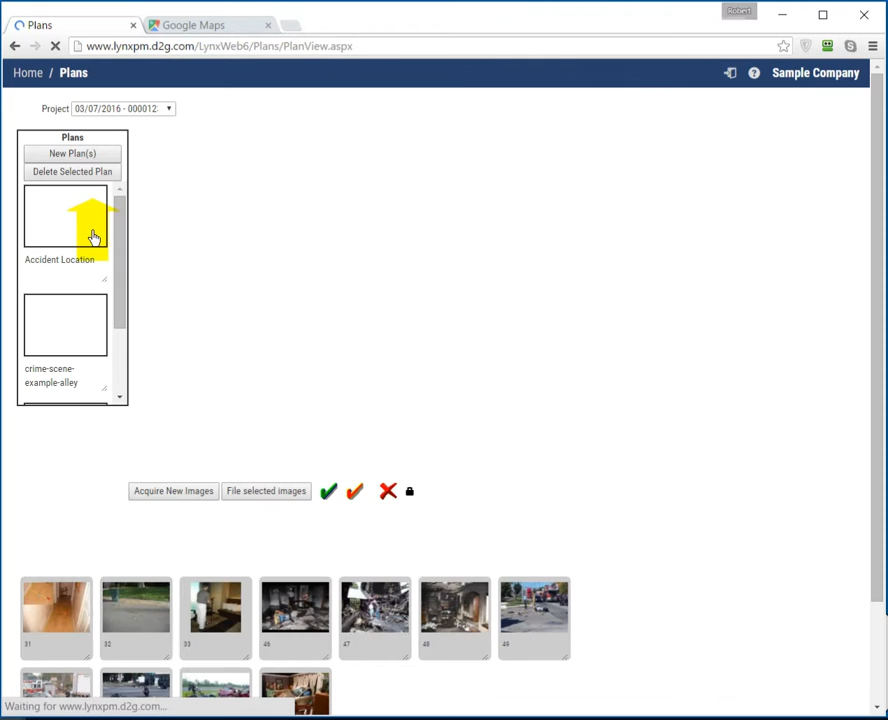 Robert
Plans
Google Maps
www.lynxpm.d2g.com/LynxWeb6/Plans/PlanView.aspx
Home / Plans
Sample Company
Project 03/07/2016 - 000012
Plans
New Plan(s)
Delete Selected Plan
Accident Location
crime-scene-
example-alley
Acquire New Images
File selected images
31 32 33 46 47 48 49
Waiting for www.lynxpm.d2g.com...